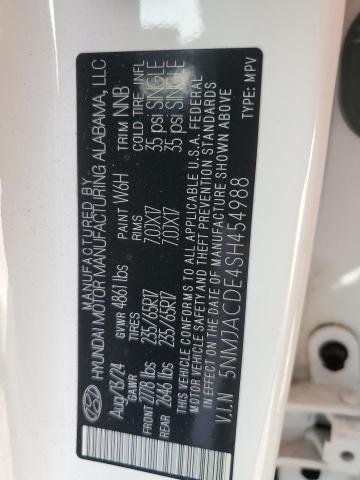 MANUFACTURED BY
HYUNDAI MOTOR MANUFACTURING ALABAMA, LLC
Aug/13/24 GVWR 4861 lbs PAINT W6H TRIM NNB
GAWR TIRES RIMS COLD TIRE INFL
FRONT 2778 lbs 235/65R17 7.0JX17 35 psi SINGLE
REAR 2646 lbs 235/65R17 7.0JX17 35 psi SINGLE
THIS VEHICLE CONFORMS TO ALL APPLICABLE U.S.A. FEDERAL
MOTOR VEHICLE SAFETY AND THEFT PREVENTION STANDARDS
IN EFFECT ON THE DATE OF MANUFACTURE SHOWN ABOVE
V.I.N 5NMJACDE4SH454988 TYPE: MPV